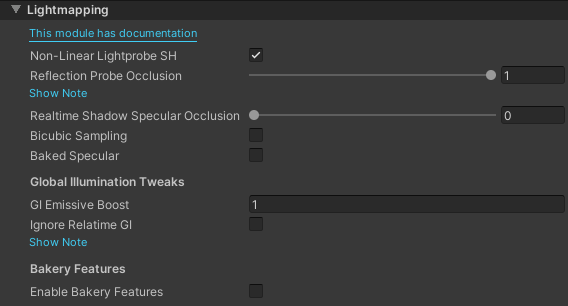 Lightmapping
This module has documentation
Non-Linear Lightprobe SH
Reflection Probe Occlusion 1
Show Note
Realtime Shadow Specular Occlusion 0
Bicubic Sampling
Baked Specular
Global Illumination Tweaks
GI Emissive Boost 1
Ignore Relatime GI
Show Note
Bakery Features
Enable Bakery Features